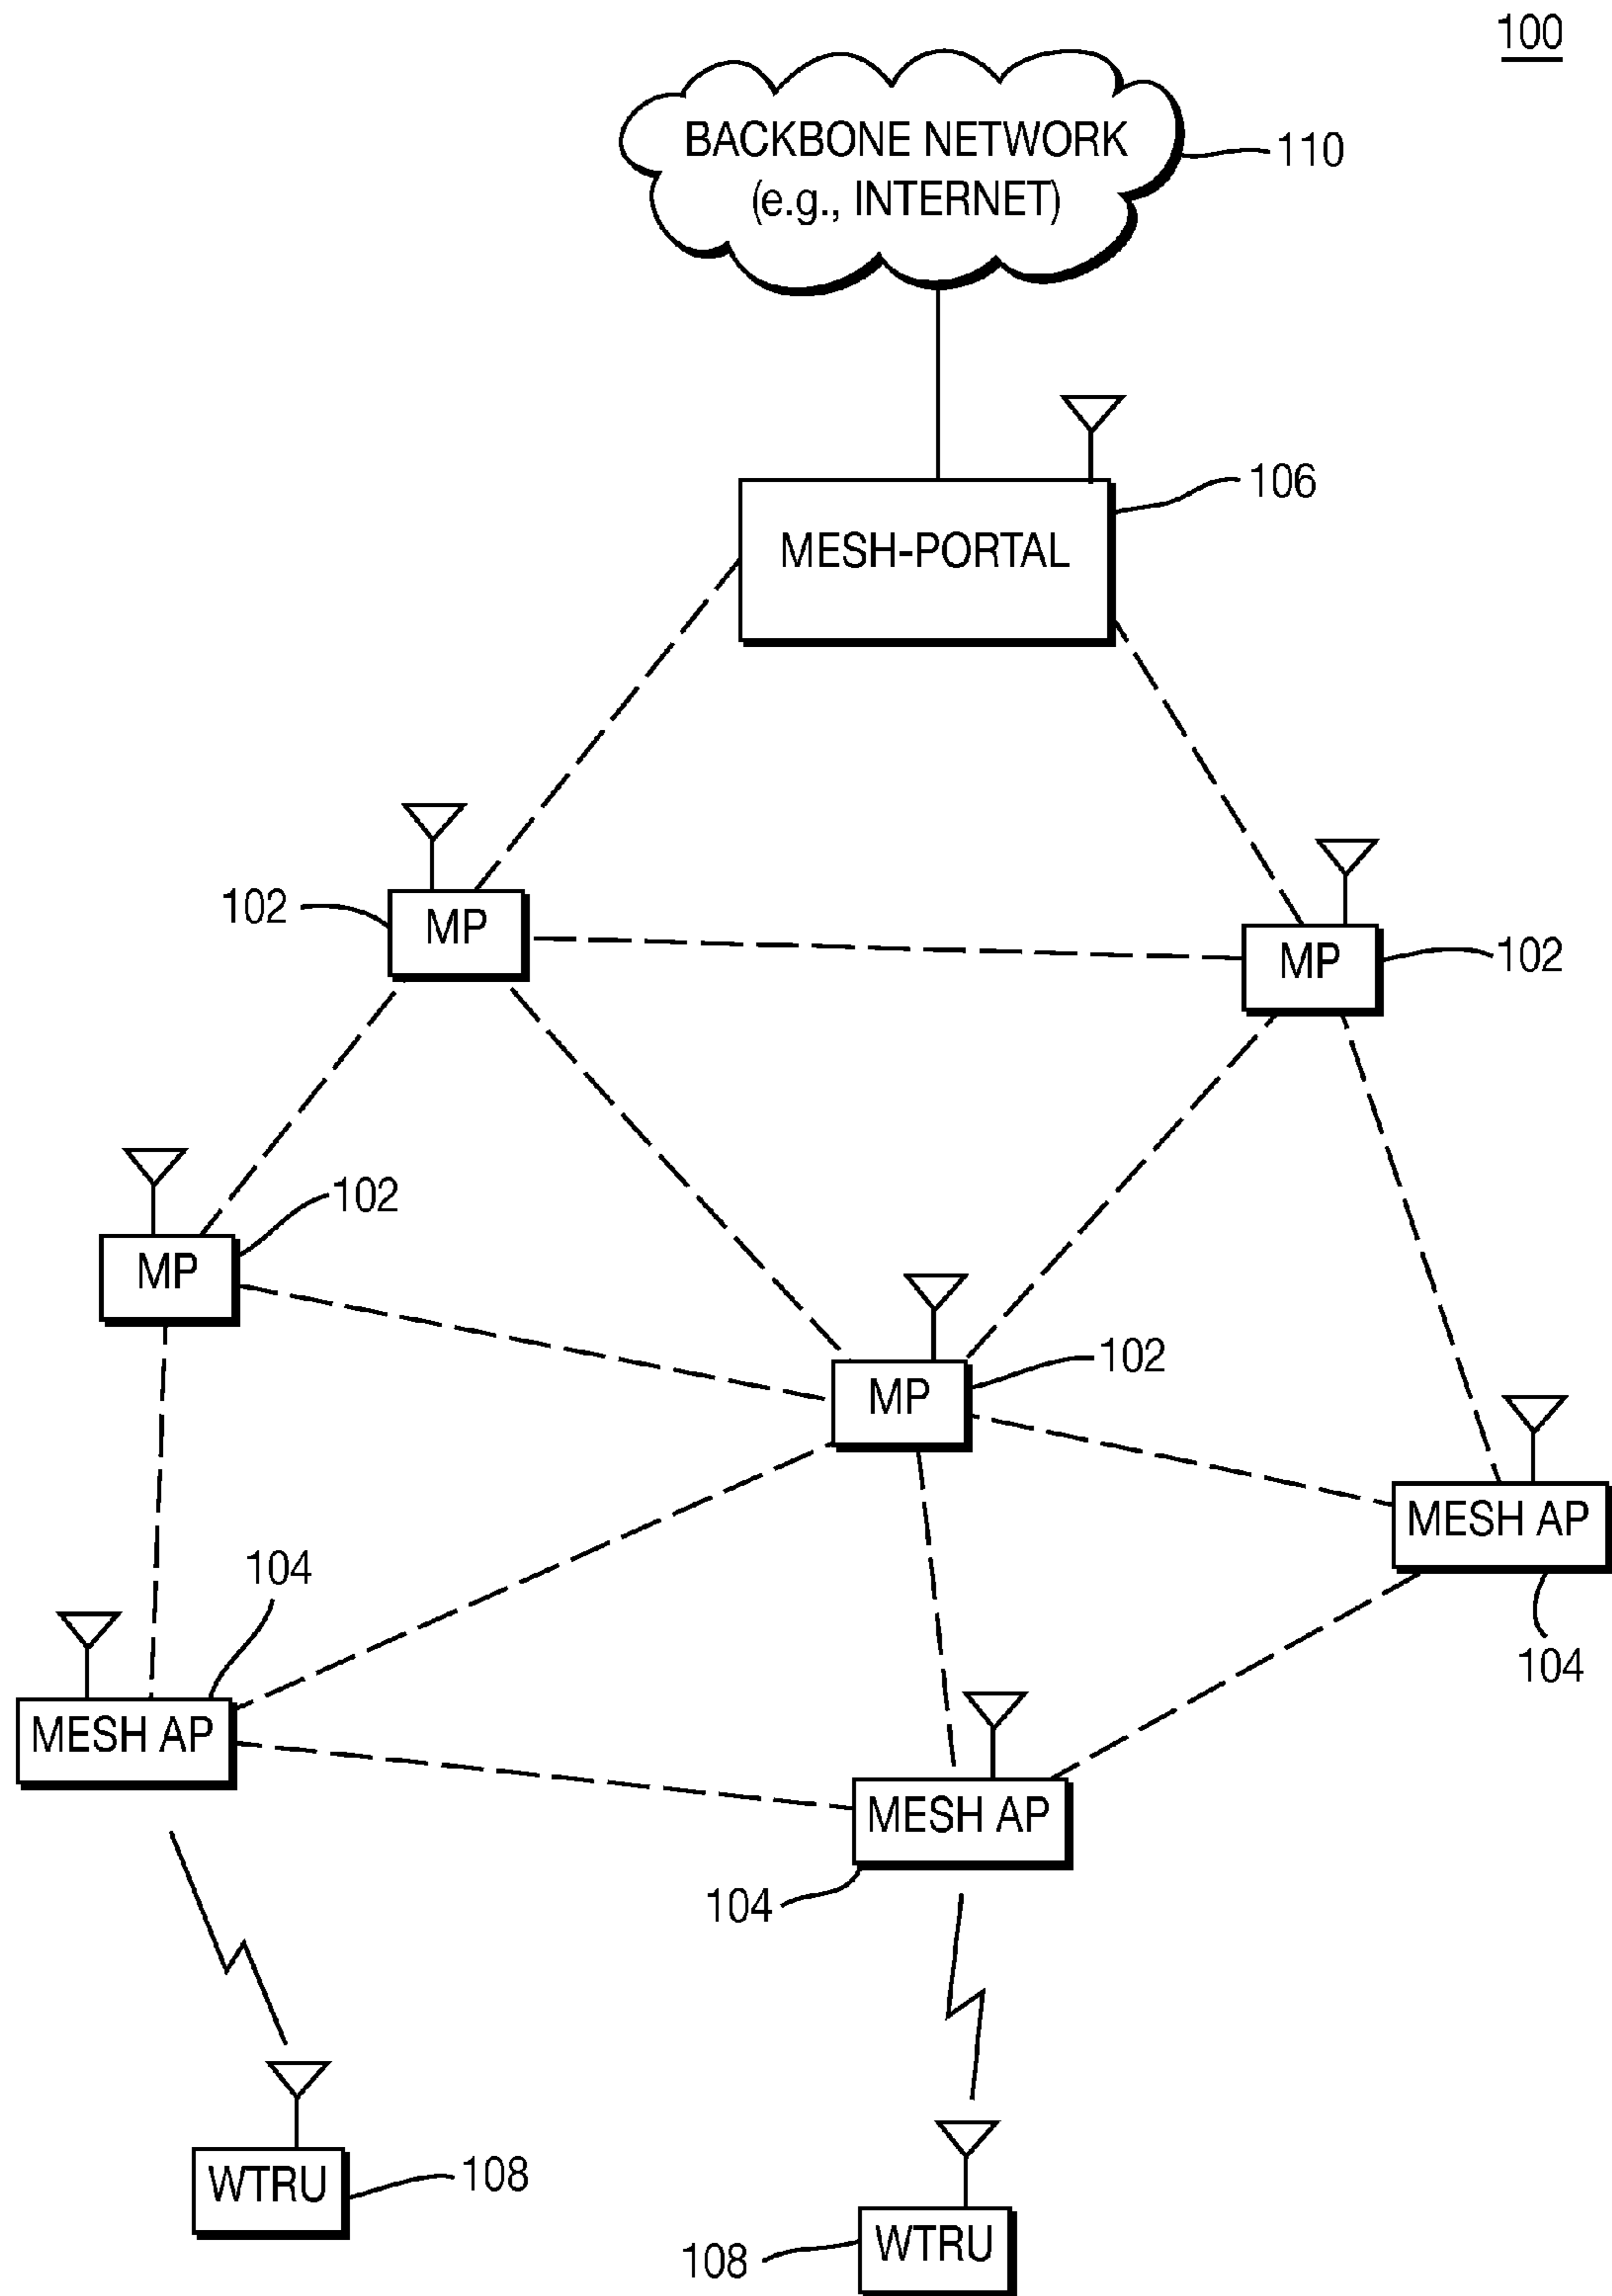 100
BACKBONE NETWORK
(e.g., INTERNET)
110
106
MESH-PORTAL
102
MP
MP
102
102
MP
102
MP
MESH AP
104
104
MESH AP
MESH AP
104
WTRU
108
108
WTRU